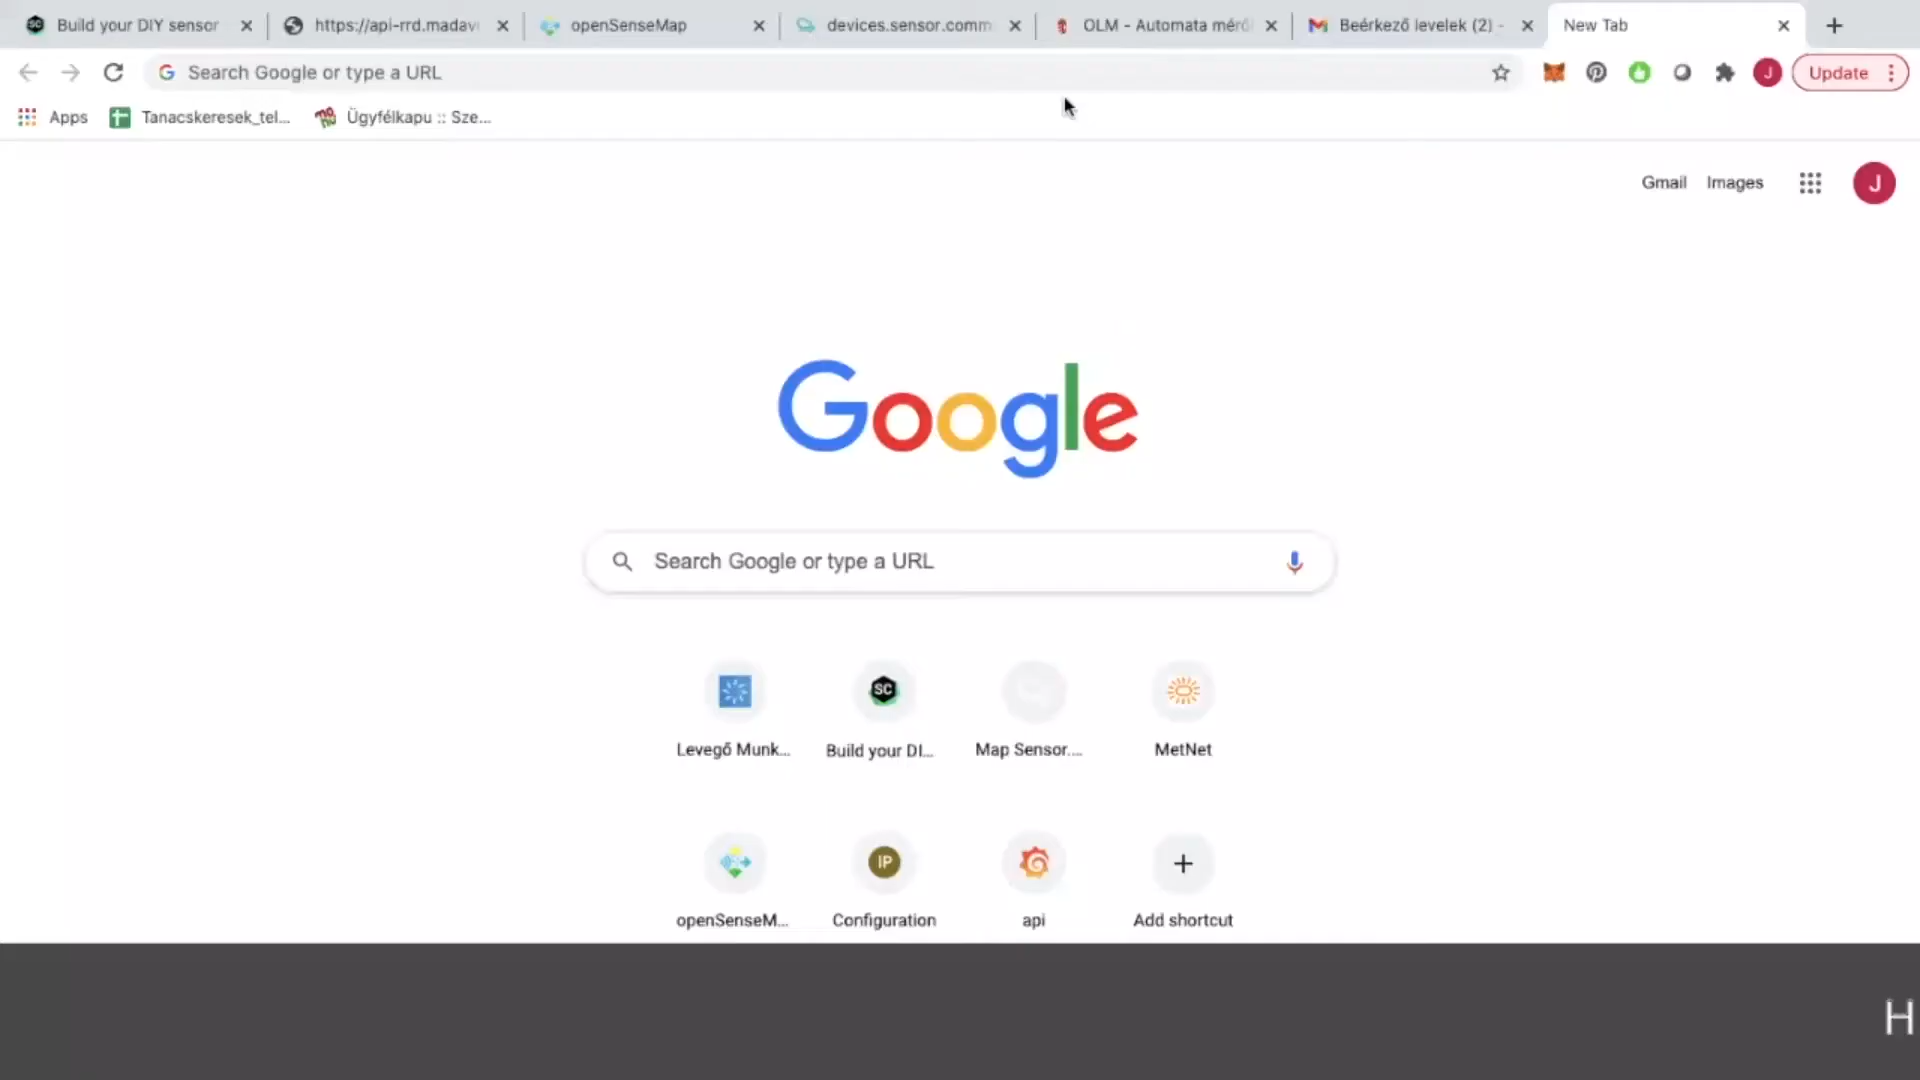 Build your DIY sensor
https://api-rrd.madav
openSenseMap
devices.sensor.comm
OLM - Automata mérő
Beérkező levelek (2) -
New Tab
Search Google or type a URL
J
Update
Apps
Tanacskeresek_tel...
Ügyfélkapu :: Sze...
Gmail
Images
J
Google
Search Google or type a URL
SC
Levegő Munk...
Build your DI...
Map Sensor....
MetNet
IP
openSenseM...
Configuration
api
Add shortcut
H